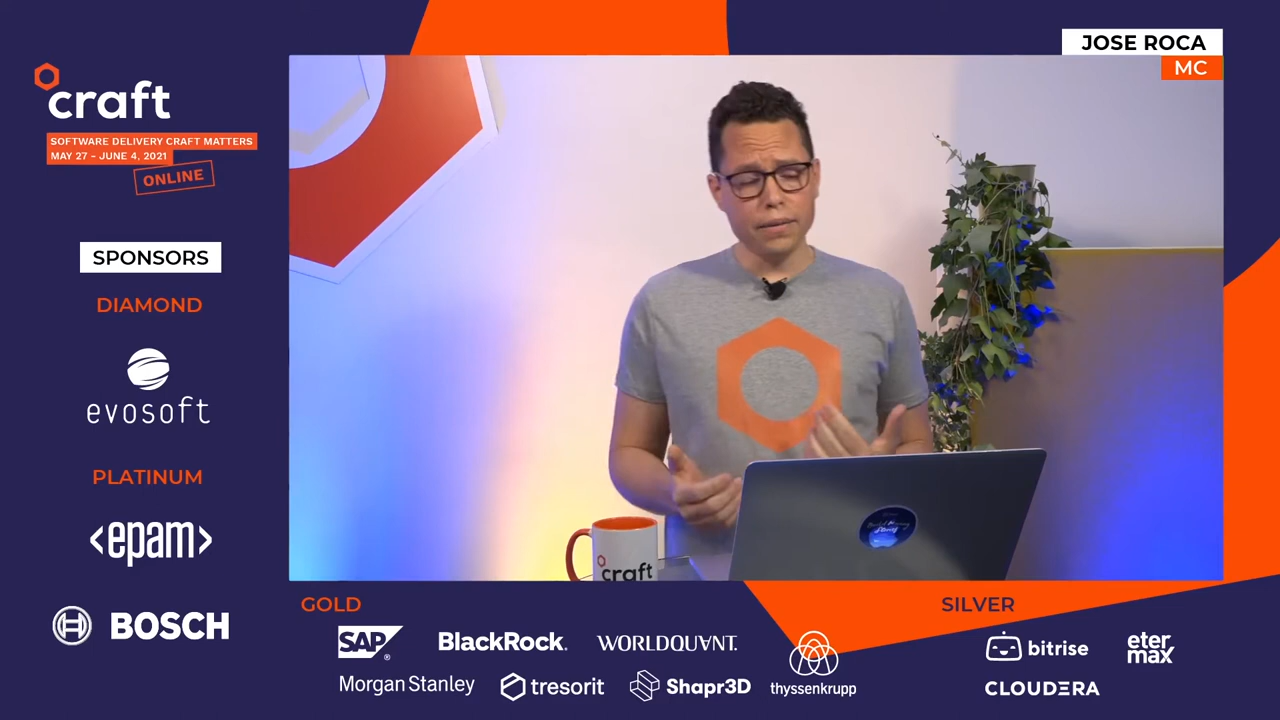 JOSE ROCA
MC
craft
SOFTWARE DELIVERY CRAFT MATTERS
MAY 27 - JUNE 4, 2021
ONLINE
SPONSORS
DIAMOND
evosoft
PLATINUM
<epam>
BOSCH
craft
GOLD
SILVER
SAP
BlackRock.
WORLDQUANT.
thyssenkrupp
Morgan Stanley
tresorit
Shapr3D
bitrise
eter
max
CLOUDERA